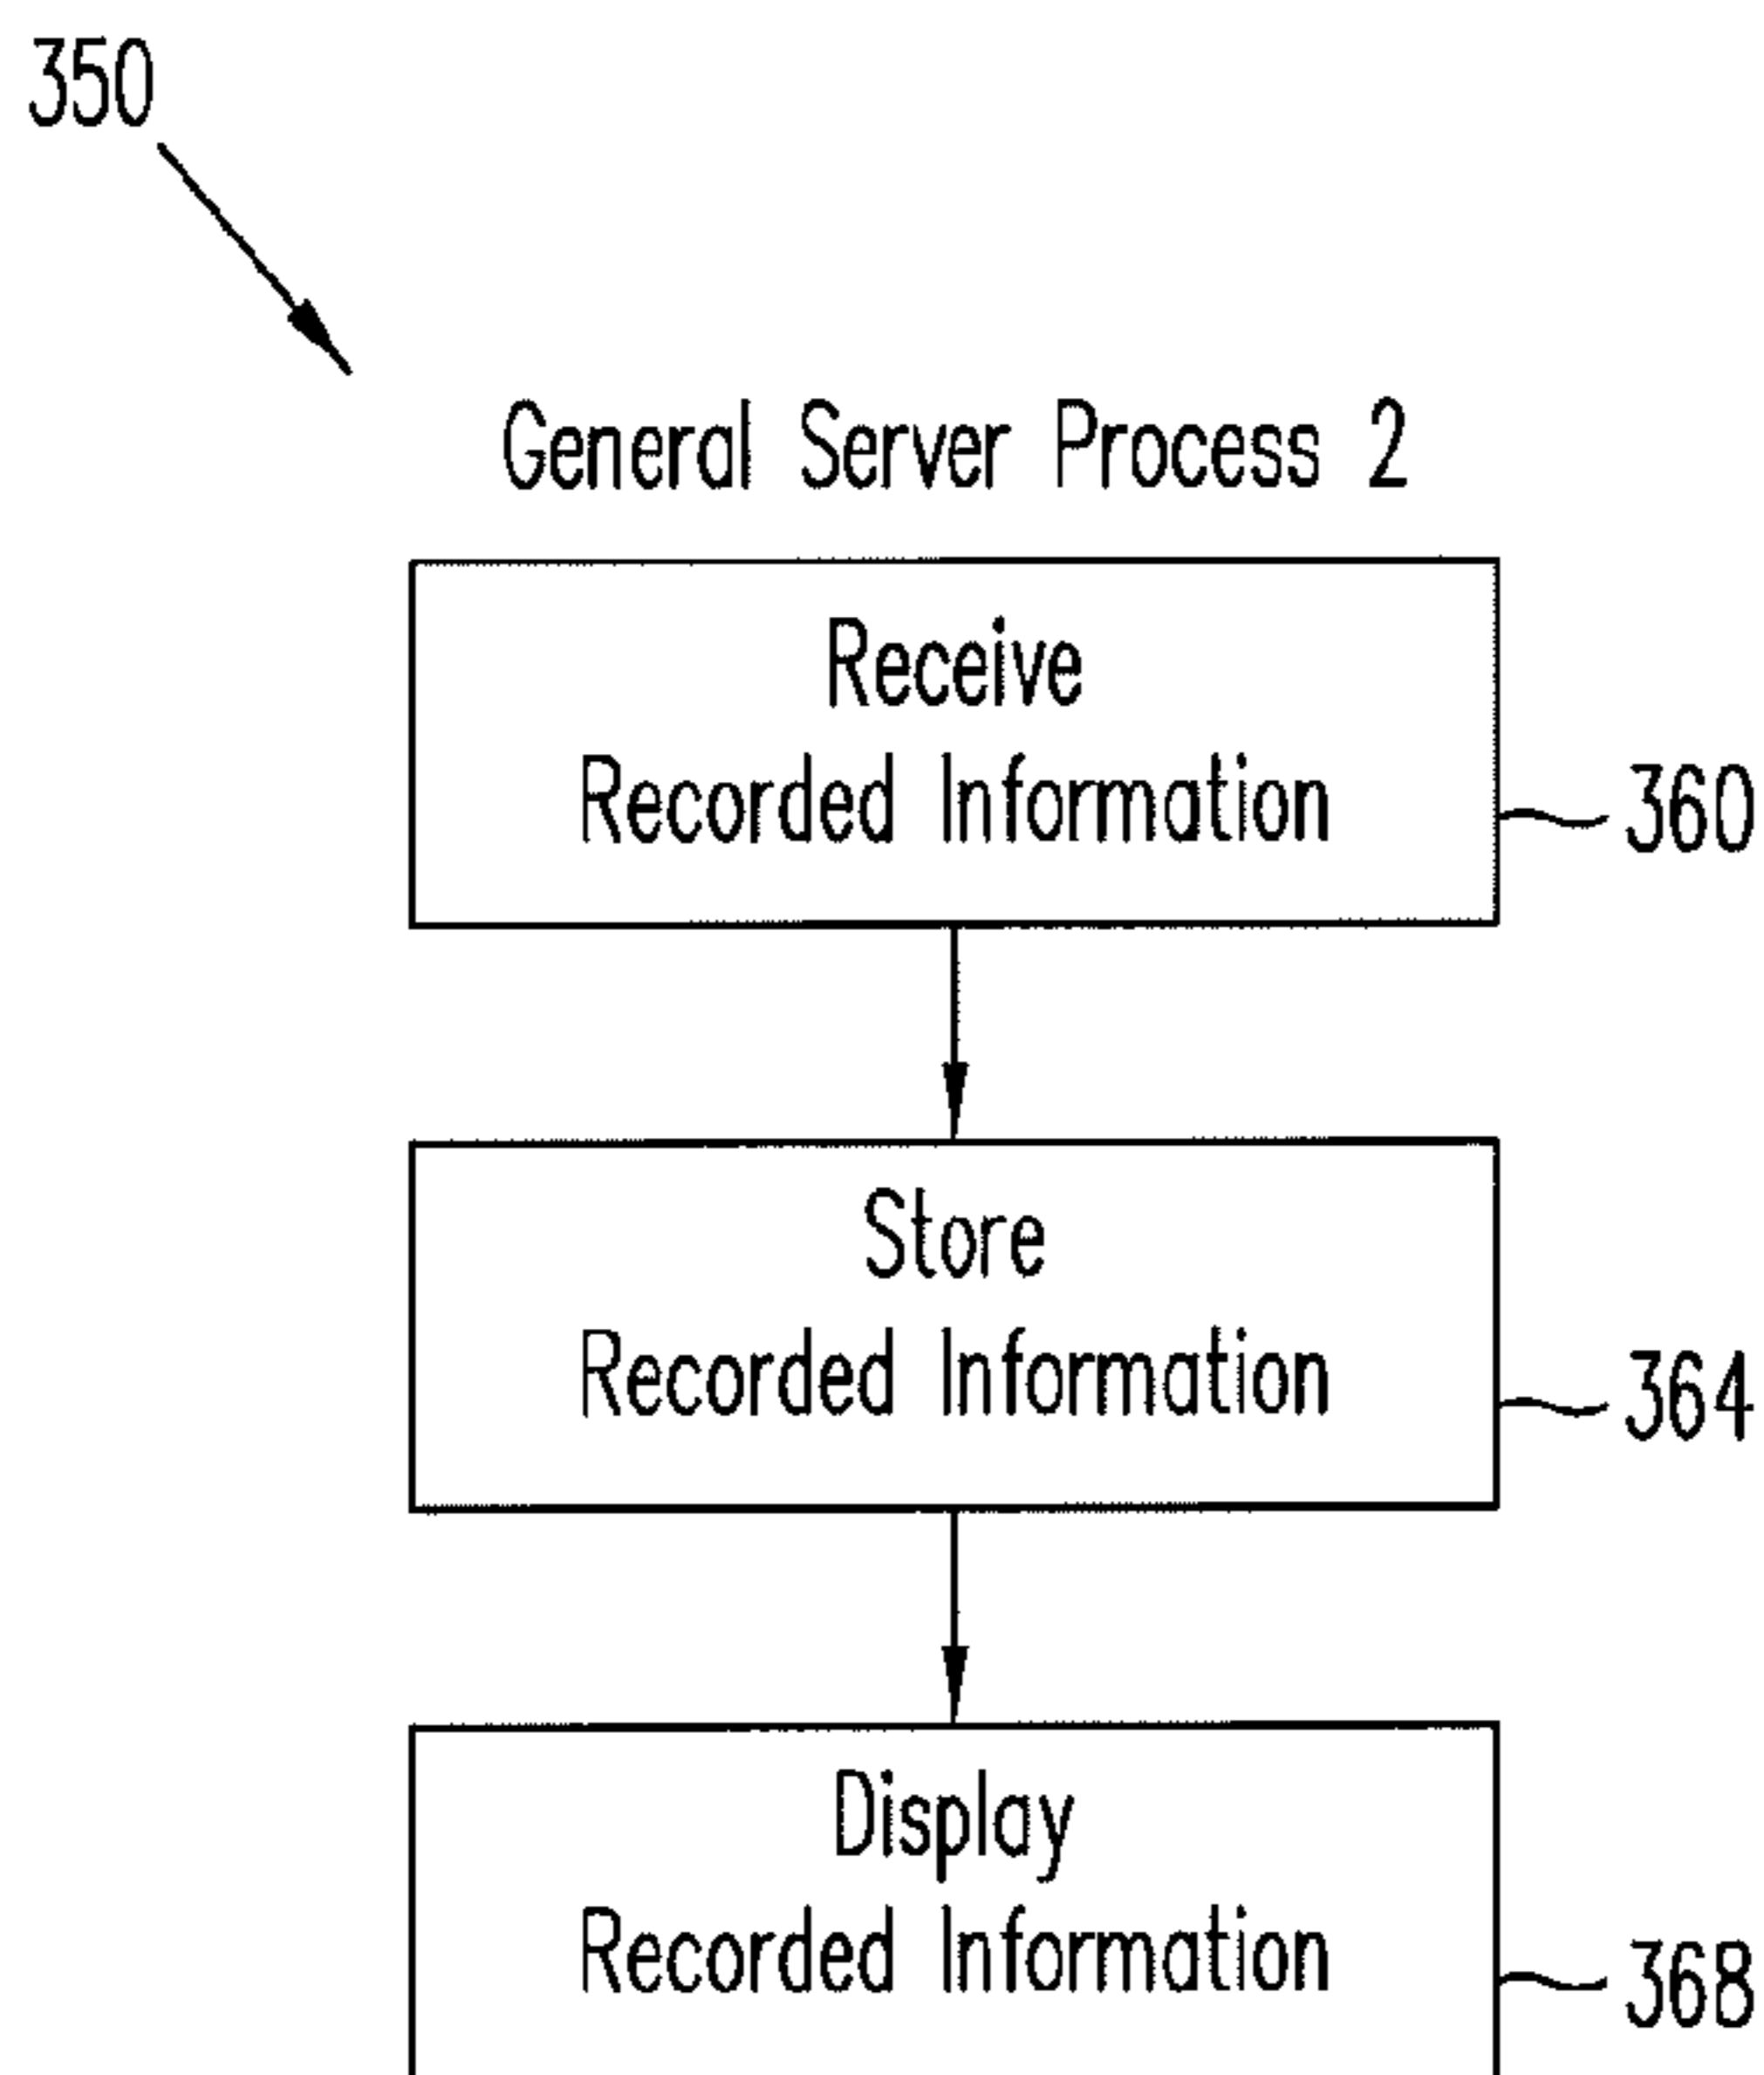 350
General Server Process 2
Receive
Recorded Information
360
Store
Recorded Information
364
Display
Recorded Information
368